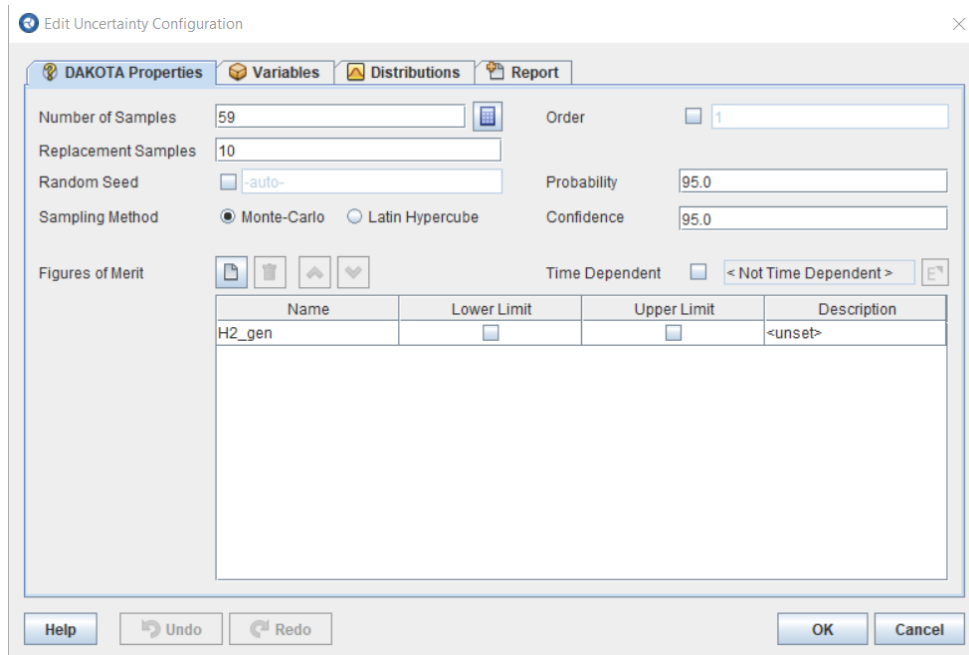 Edit Uncertainty Configuration
DAKOTA Properties Variables Distributions Report
Number of Samples 59 Order 1
Replacement Samples 10
Random Seed -auto- Probability 95.0
Sampling Method Monte-Carlo Latin Hypercube Confidence 95.0
Figures of Merit Time Dependent < Not Time Dependent > E
Name Lower Limit Upper Limit Description
H2_gen <unset>
Help Undo Redo OK Cancel